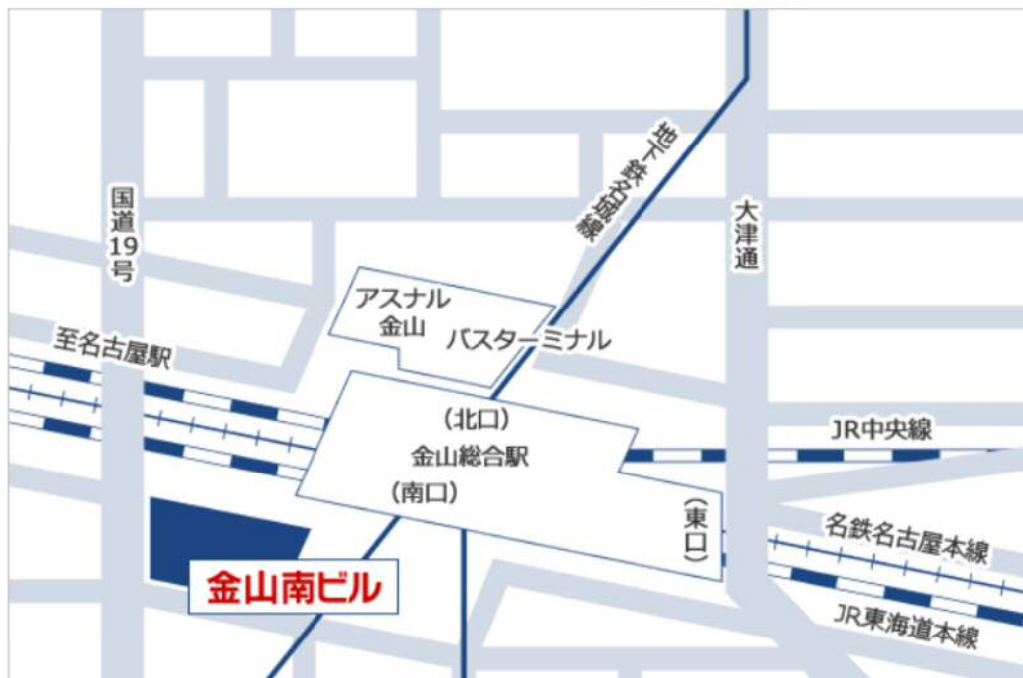 国道19号
地下鉄名城線
大津通
アスナル
金山
バスターミナル
至名古屋駅
(北口)
金山総合駅
(南口)
(東口)
JR中央線
名鉄名古屋本線
JR東海道本線
金山南ビル